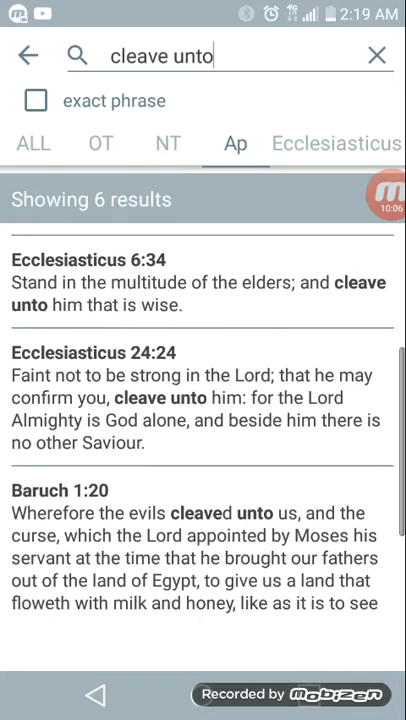 2:19 AM
cleave unto
exact phrase
ALL OT NT Ap Ecclesiasticus
Showing 6 results
10:06
Ecclesiasticus 6:34
Stand in the multitude of the elders; and cleave
unto him that is wise.
Ecclesiasticus 24:24
Faint not to be strong in the Lord; that he may
confirm you, cleave unto him: for the Lord
Almighty is God alone, and beside him there is
no other Saviour.
Baruch 1:20
Wherefore the evils cleaved unto us, and the
curse, which the Lord appointed by Moses his
servant at the time that he brought our fathers
out of the land of Egypt, to give us a land that
floweth with milk and honey, like as it is to see
Recorded by mobizen